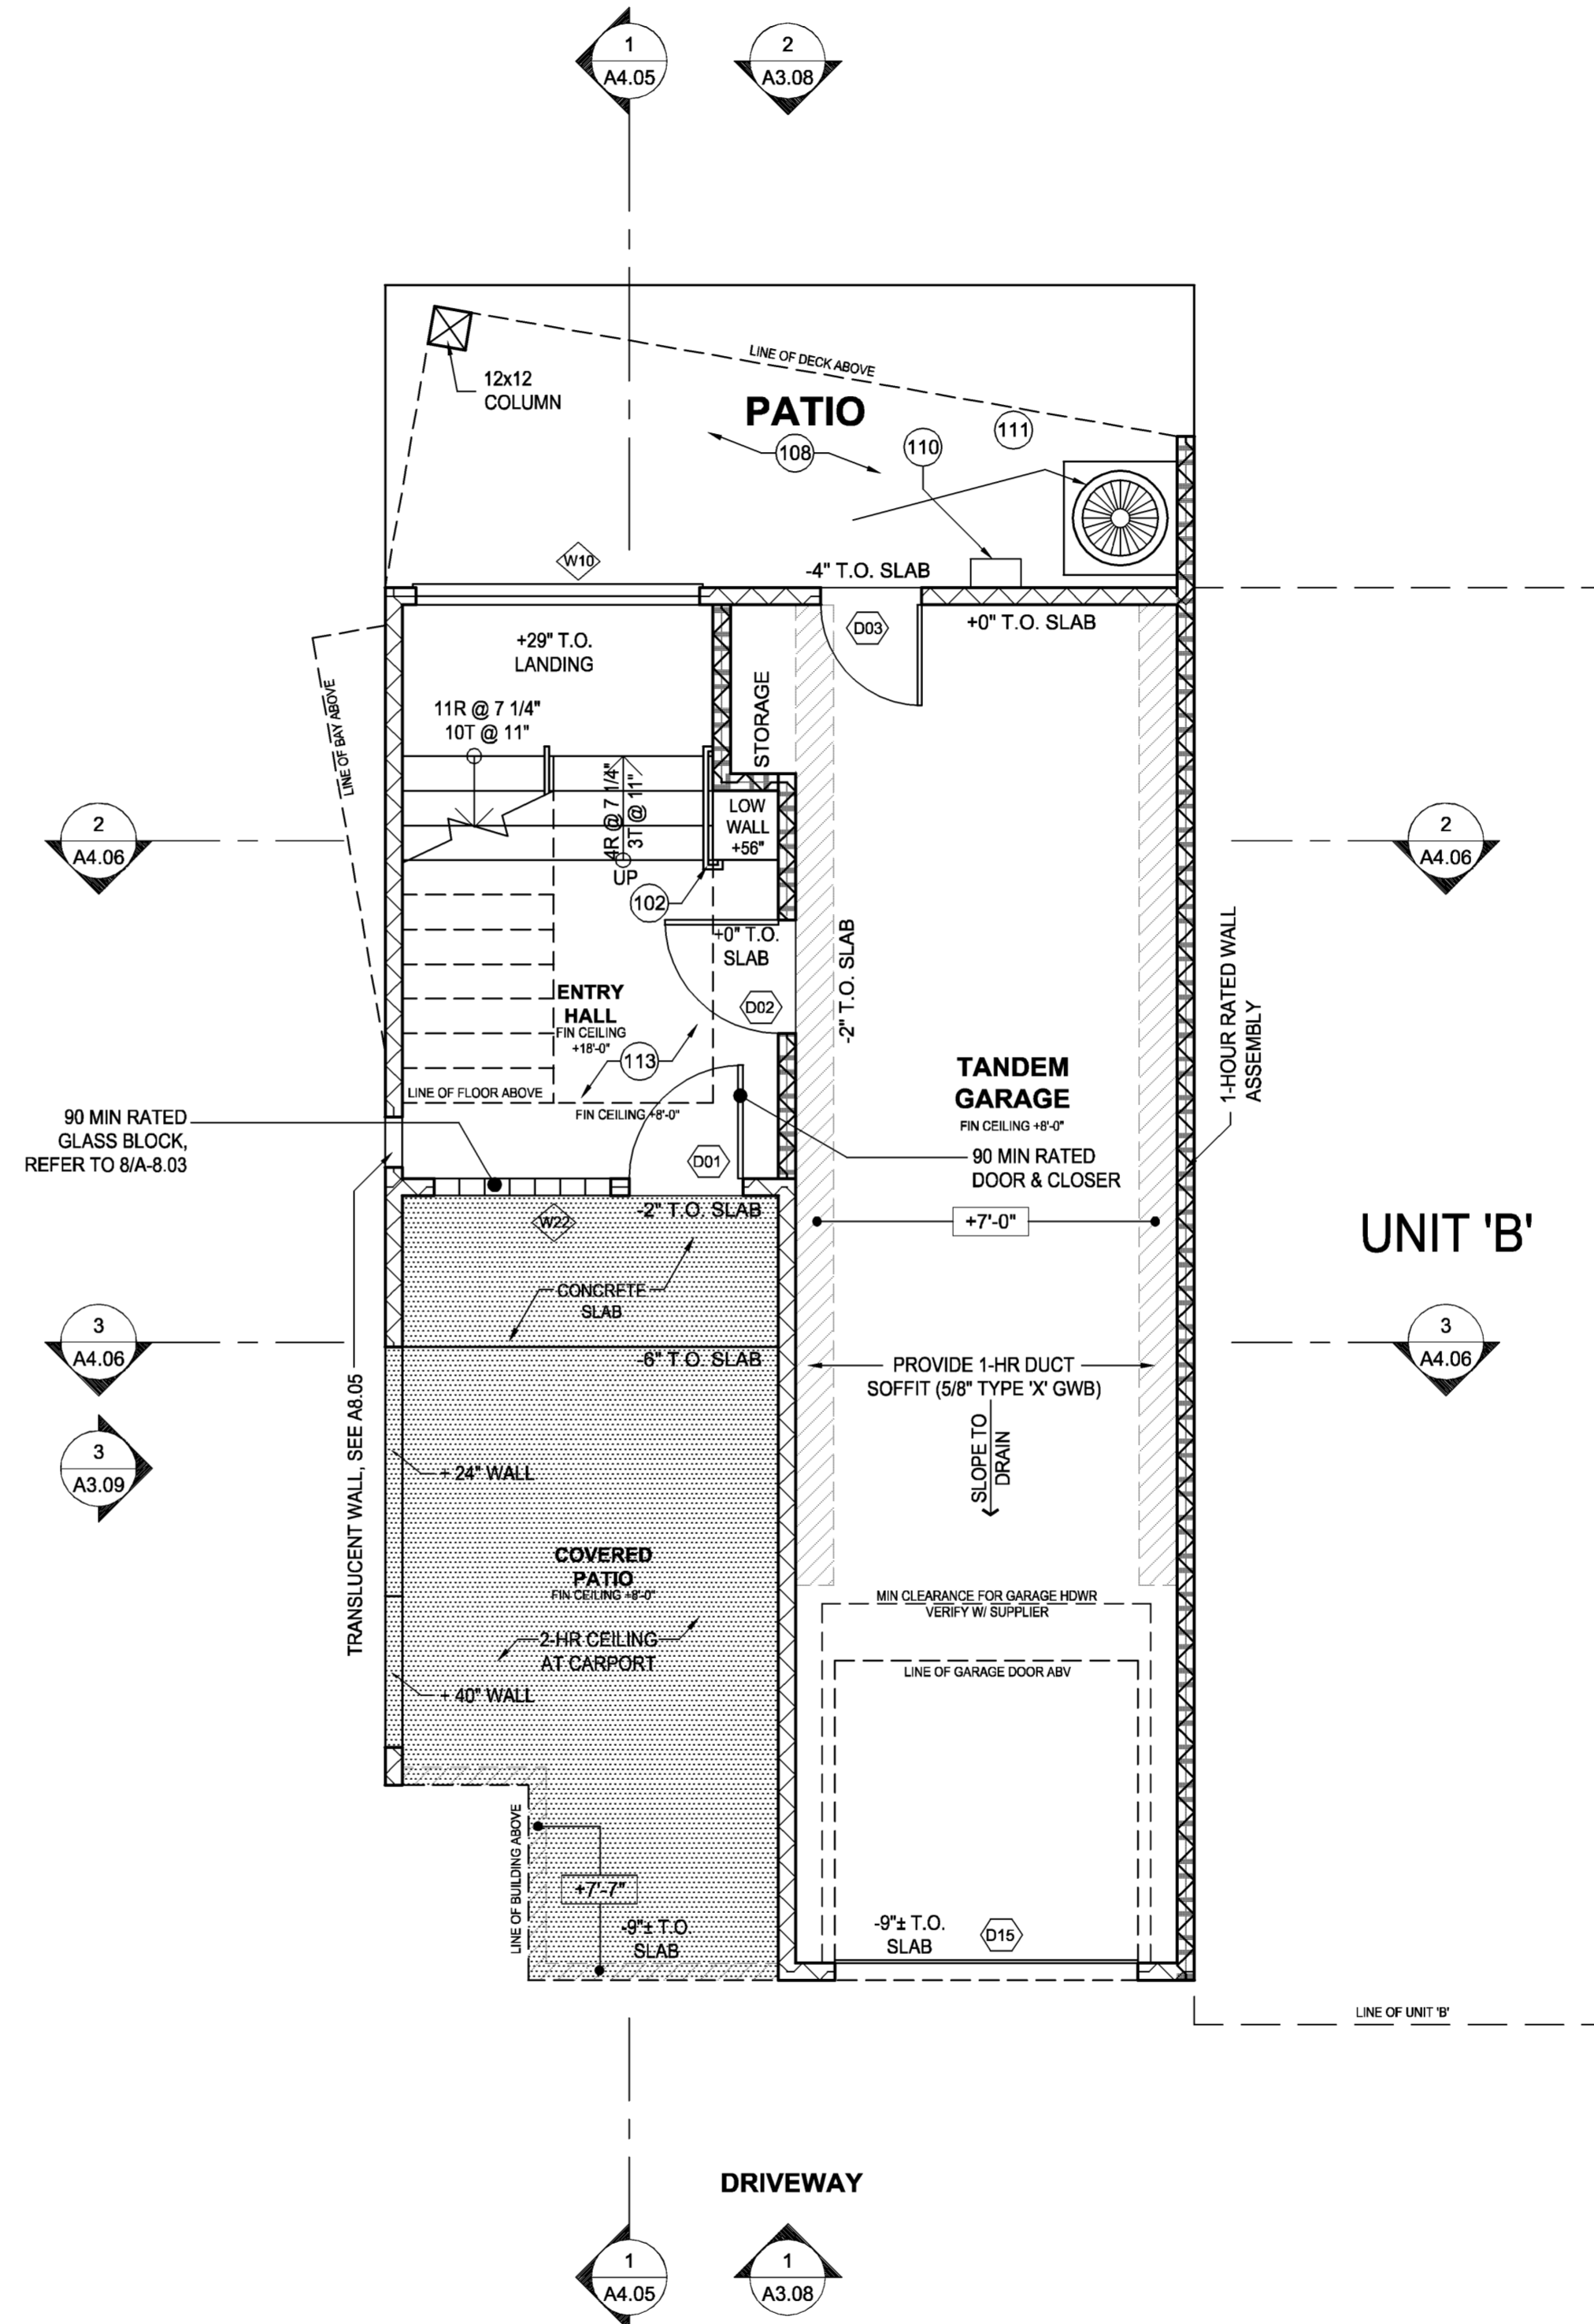 1
A4.05
2
A3.08
12x12
COLUMN
LINE OF DECK ABOVE
PATIO
108
110
111
W10
-4" T.O. SLAB
D03
+0" T.O. SLAB
+29" T.O.
LANDING
STORAGE
11R @ 7 1/4"
10T @ 11"
4R @ 7 1/4"
3T @ 11"
UP
LOW
WALL
+56"
LINE OF BAY ABOVE
2
A4.06
2
A4.06
102
+0" T.O.
SLAB
D02
-2" T.O. SLAB
1-HOUR RATED WALL
ASSEMBLY
ENTRY
HALL
FIN CEILING
+18'-0"
113
LINE OF FLOOR ABOVE
FIN CEILING +8'-0"
TANDEM
GARAGE
FIN CEILING +8'-0"
90 MIN RATED
GLASS BLOCK,
REFER TO 8/A-8.03
D01
90 MIN RATED
DOOR & CLOSER
-2" T.O. SLAB
W22
+7'-0"
UNIT 'B'
CONCRETE
SLAB
3
A4.06
-6" T.O. SLAB
PROVIDE 1-HR DUCT
SOFFIT (5/8" TYPE 'X' GWB)
3
A4.06
3
A3.09
TRANSLUCENT WALL, SEE A8.05
+ 24" WALL
SLOPE TO
DRAIN
COVERED
PATIO
FIN CEILING +8'-0"
2-HR CEILING
AT CARPORT
+ 40" WALL
MIN CLEARANCE FOR GARAGE HDWR
VERIFY W/ SUPPLIER
LINE OF GARAGE DOOR ABV
LINE OF BUILDING ABOVE
+7'-7"
-9"± T.O.
SLAB
-9"± T.O.
SLAB
D15
LINE OF UNIT 'B'
DRIVEWAY
1
A4.05
1
A3.08